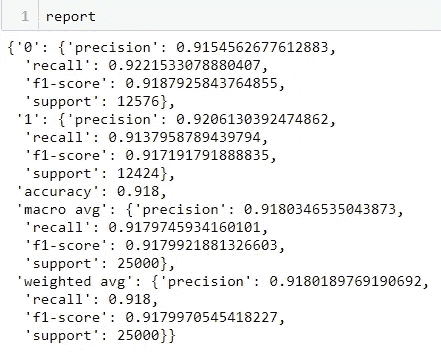 1 report
{'0': {'precision': 0.9154562677612883,
'recall': 0.9221533078880407,
'f1-score': 0.9187925843764855,
'support': 12576},
'1': {'precision': 0.9206130392474862,
'recall': 0.9137958789439794,
'f1-score': 0.917191791888835,
'support': 12424},
'accuracy': 0.918,
'macro avg': {'precision': 0.9180346535043873,
'recall': 0.9179745934160101,
'f1-score': 0.9179921881326603,
'support': 25000},
'weighted avg': {'precision': 0.9180189769190692,
'recall': 0.918,
'f1-score': 0.9179970545418227,
'support': 25000}}